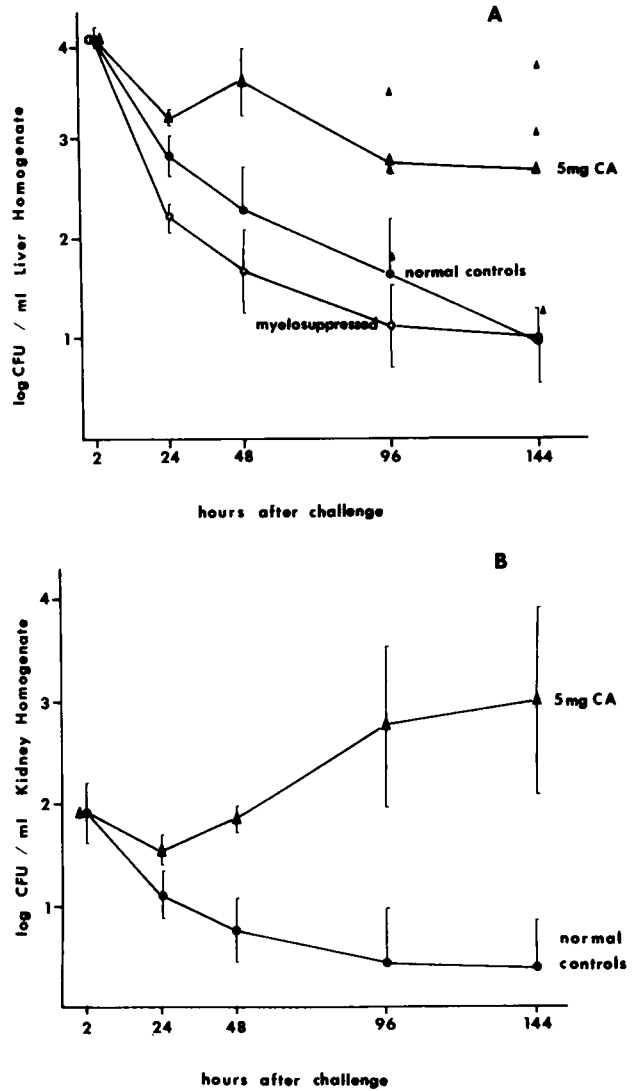 A
log CFU / ml Liver Homogenate
4
3
2
1
5mg CA
normal controls
myelosuppressed
2 24 48 96 144
hours after challenge
B
log CFU / ml Kidney Homogenate
4
3
2
1
5mg CA
normal
controls
2 24 48 96 144
hours after challenge